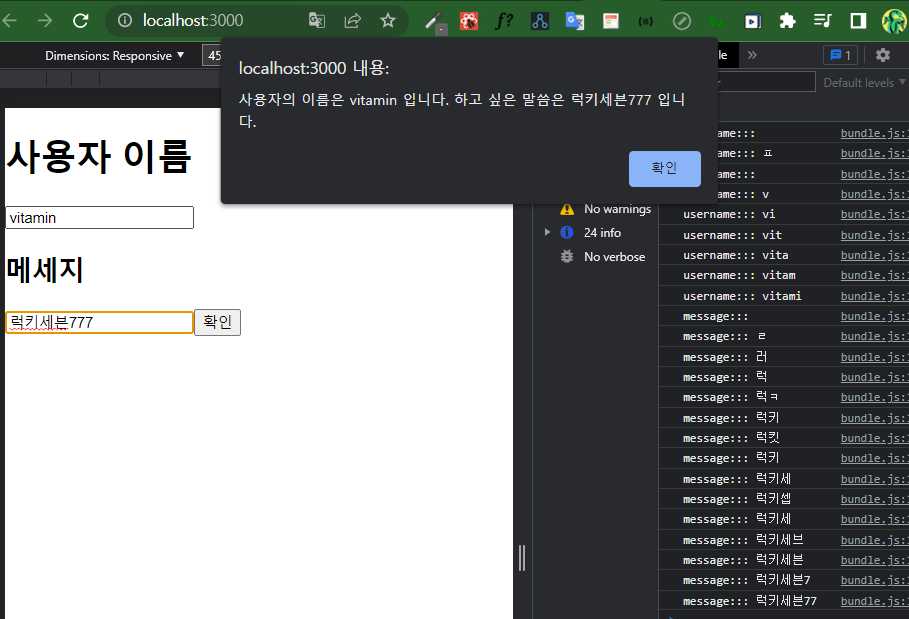 localhost:3000
Dimensions: Responsive ▼
45
1
Default levels ▼
localhost:3000 내용:
사용자의 이름은 vitamin 입니다. 하고 싶은 말씀은 럭키세븐777 입니
다.
확인
사용자 이름
vitamin
메세지
럭키세븐777
확인
No warnings
24 info
No verbose
ame:::
bundle.js:
ame::: ㅍ
bundle.js:
ame:::
bundle.js:
ame::: v
bundle.js:
username::: vi
bundle.js:
username::: vit
bundle.js:
username::: vita
bundle.js:
username::: vitam
bundle.js:
username::: vitami
bundle.js:
message:::
bundle.js:
message::: ㄹ
bundle.js:
message::: 러
bundle.js:
message::: 럭
bundle.js:
message::: 럭ㅋ
bundle.js:
message::: 럭키
bundle.js:
message::: 럭킷
bundle.js:
message::: 럭키
bundle.js:
message::: 럭키세
bundle.js:
message::: 럭키셉
bundle.js:
message::: 럭키세
bundle.js:
message::: 럭키세브
bundle.js:
message::: 럭키세븐
bundle.js:
message::: 럭키세븐7
bundle.js:
message::: 럭키세븐77
bundle.js: